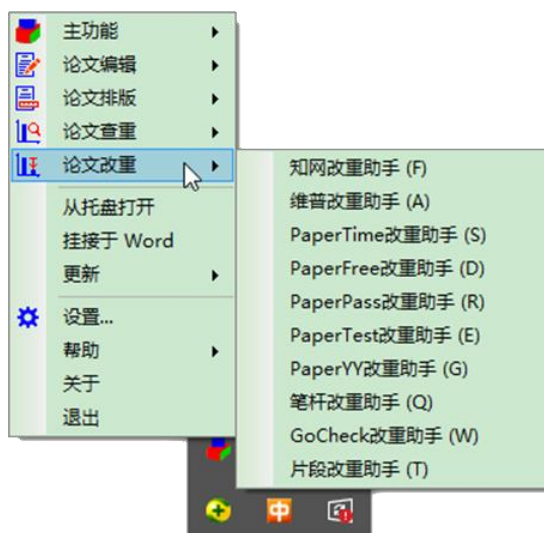 主功能
论文编辑
论文排版
论文查重
论文改重
从托盘打开
挂接于 Word
更新
设置...
帮助
关于
退出
知网改重助手 (F)
维普改重助手 (A)
PaperTime改重助手 (S)
PaperFree改重助手 (D)
PaperPass改重助手 (R)
PaperTest改重助手 (E)
PaperYY改重助手 (G)
笔杆改重助手 (Q)
GoCheck改重助手 (W)
片段改重助手 (T)
中